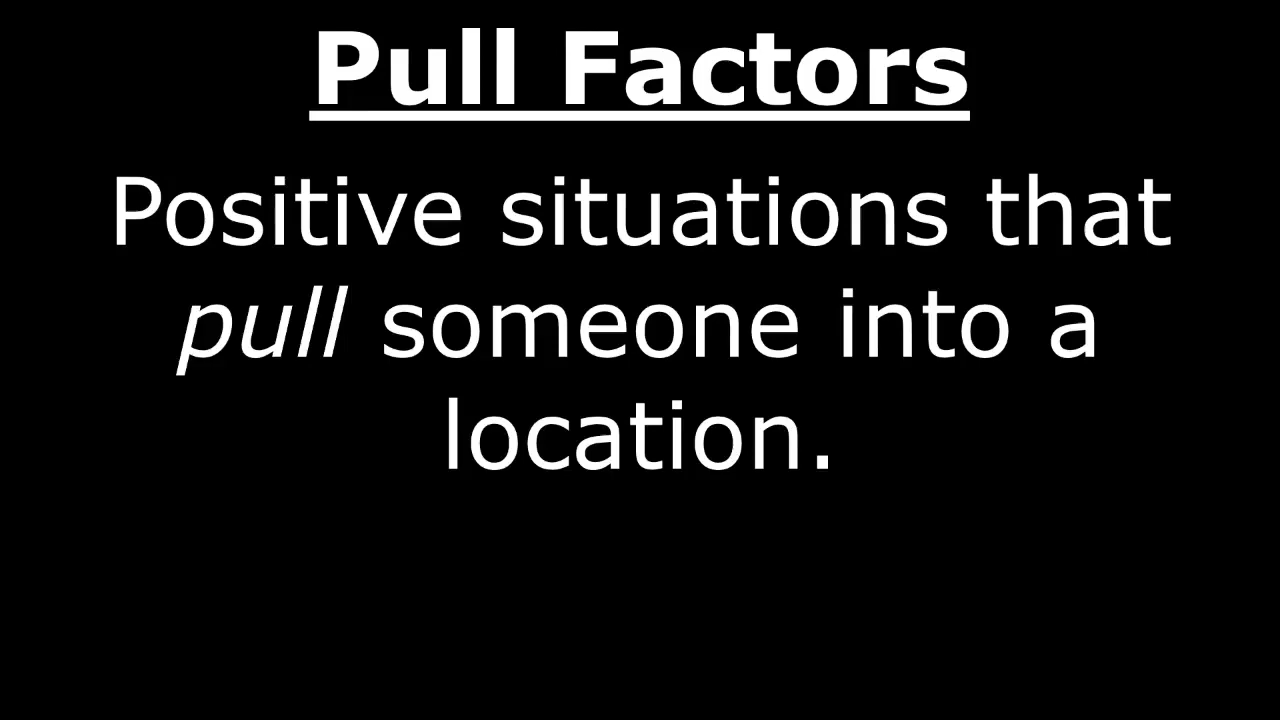 Pull Factors
Positive situations that
pull someone into a
location.